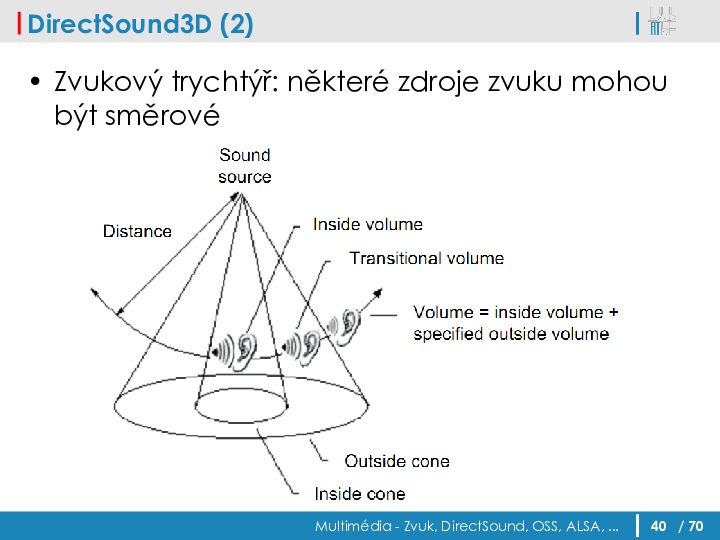 DirectSound3D (2)
• Zvukový trychtýř: některé zdroje zvuku mohou
být směrové
Sound
source
Distance
Inside volume
Transitional volume
Volume = inside volume +
specified outside volume
Outside cone
Inside cone
Multimédia - Zvuk, DirectSound, OSS, ALSA, ...
40 / 70